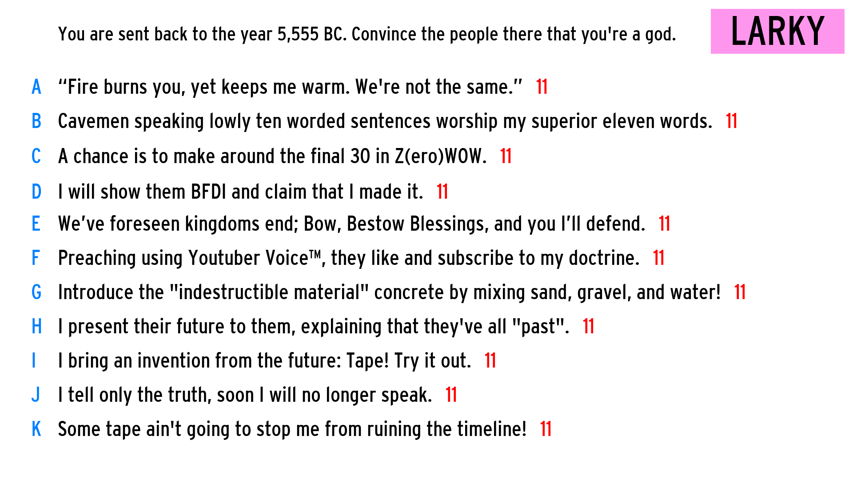 You are sent back to the year 5,555 BC. Convince the people there that you're a god.
LARKY
A “Fire burns you, yet keeps me warm. We're not the same.” 11
B Cavemen speaking lowly ten worded sentences worship my superior eleven words. 11
C A chance is to make around the final 30 in Z(ero)WOW. 11
D I will show them BFDI and claim that I made it. 11
E We’ve foreseen kingdoms end; Bow, Bestow Blessings, and you I’ll defend. 11
F Preaching using Youtuber Voice™, they like and subscribe to my doctrine. 11
G Introduce the "indestructible material" concrete by mixing sand, gravel, and water! 11
H I present their future to them, explaining that they've all "past". 11
I I bring an invention from the future: Tape! Try it out. 11
J I tell only the truth, soon I will no longer speak. 11
K Some tape ain't going to stop me from ruining the timeline! 11